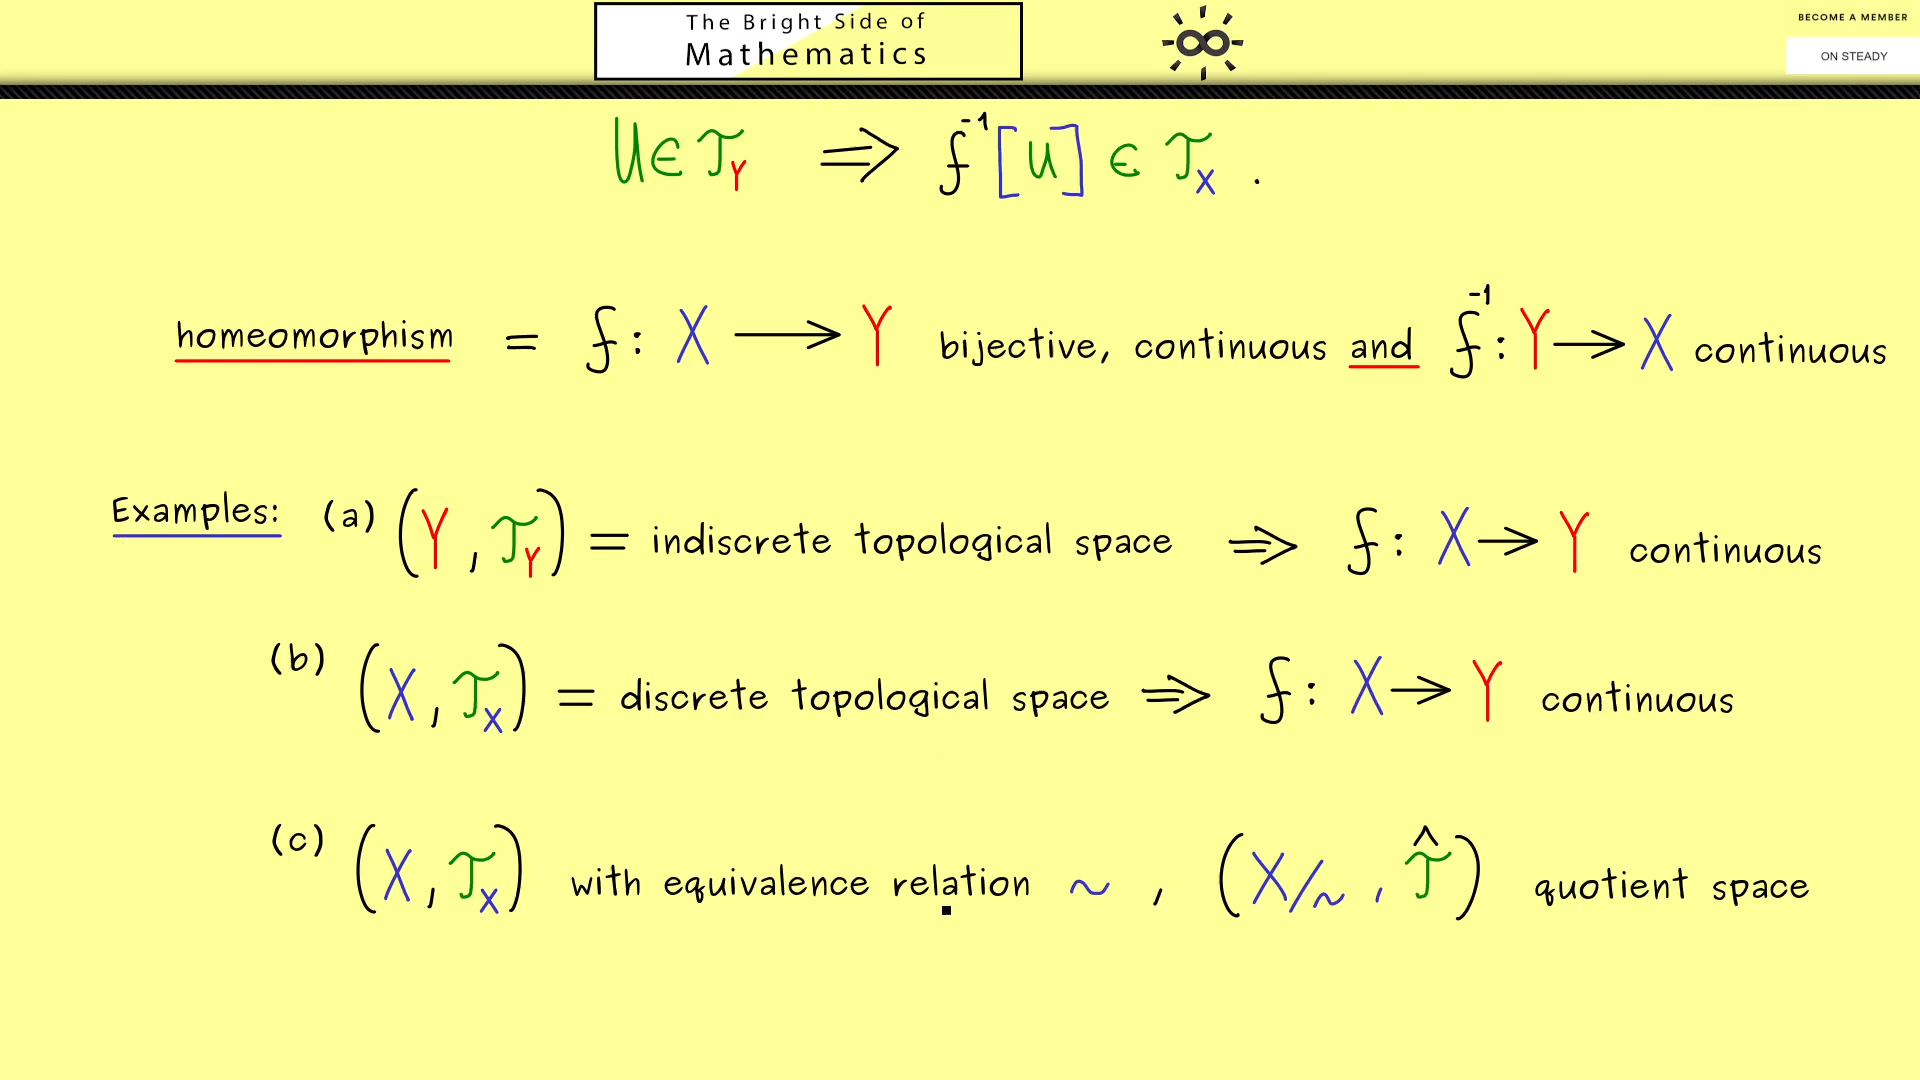 The Bright Side of
Mathematics
BECOME A MEMBER
ON STEADY
U ∈ 𝒯_Y ⟹ f⁻¹[U] ∈ 𝒯_X .
homeomorphism = f: X ⟶ Y bijective, continuous and f⁻¹: Y → X continuous
Examples: (a) (Y, 𝒯_Y) = indiscrete topological space ⟹ f: X → Y continuous
(b) (X, 𝒯_X) = discrete topological space ⟹ f: X → Y continuous
(c) (X, 𝒯_X) with equivalence relation ~ , (X/~ , 𝒯̂) quotient space